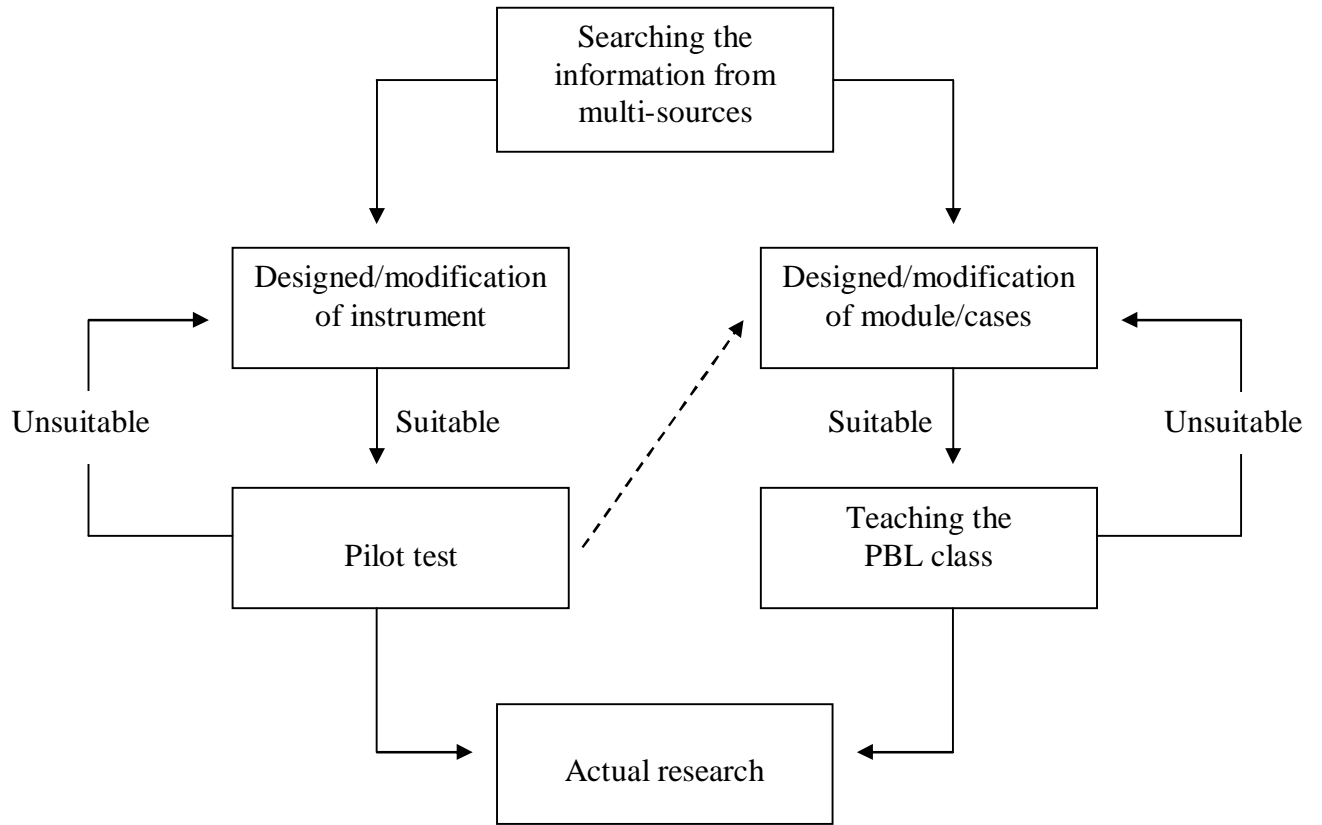 Searching the
information from
multi-sources
Designed/modification
of instrument
Designed/modification
of module/cases
Unsuitable
Suitable
Suitable
Unsuitable
Pilot test
Teaching the
PBL class
Actual research